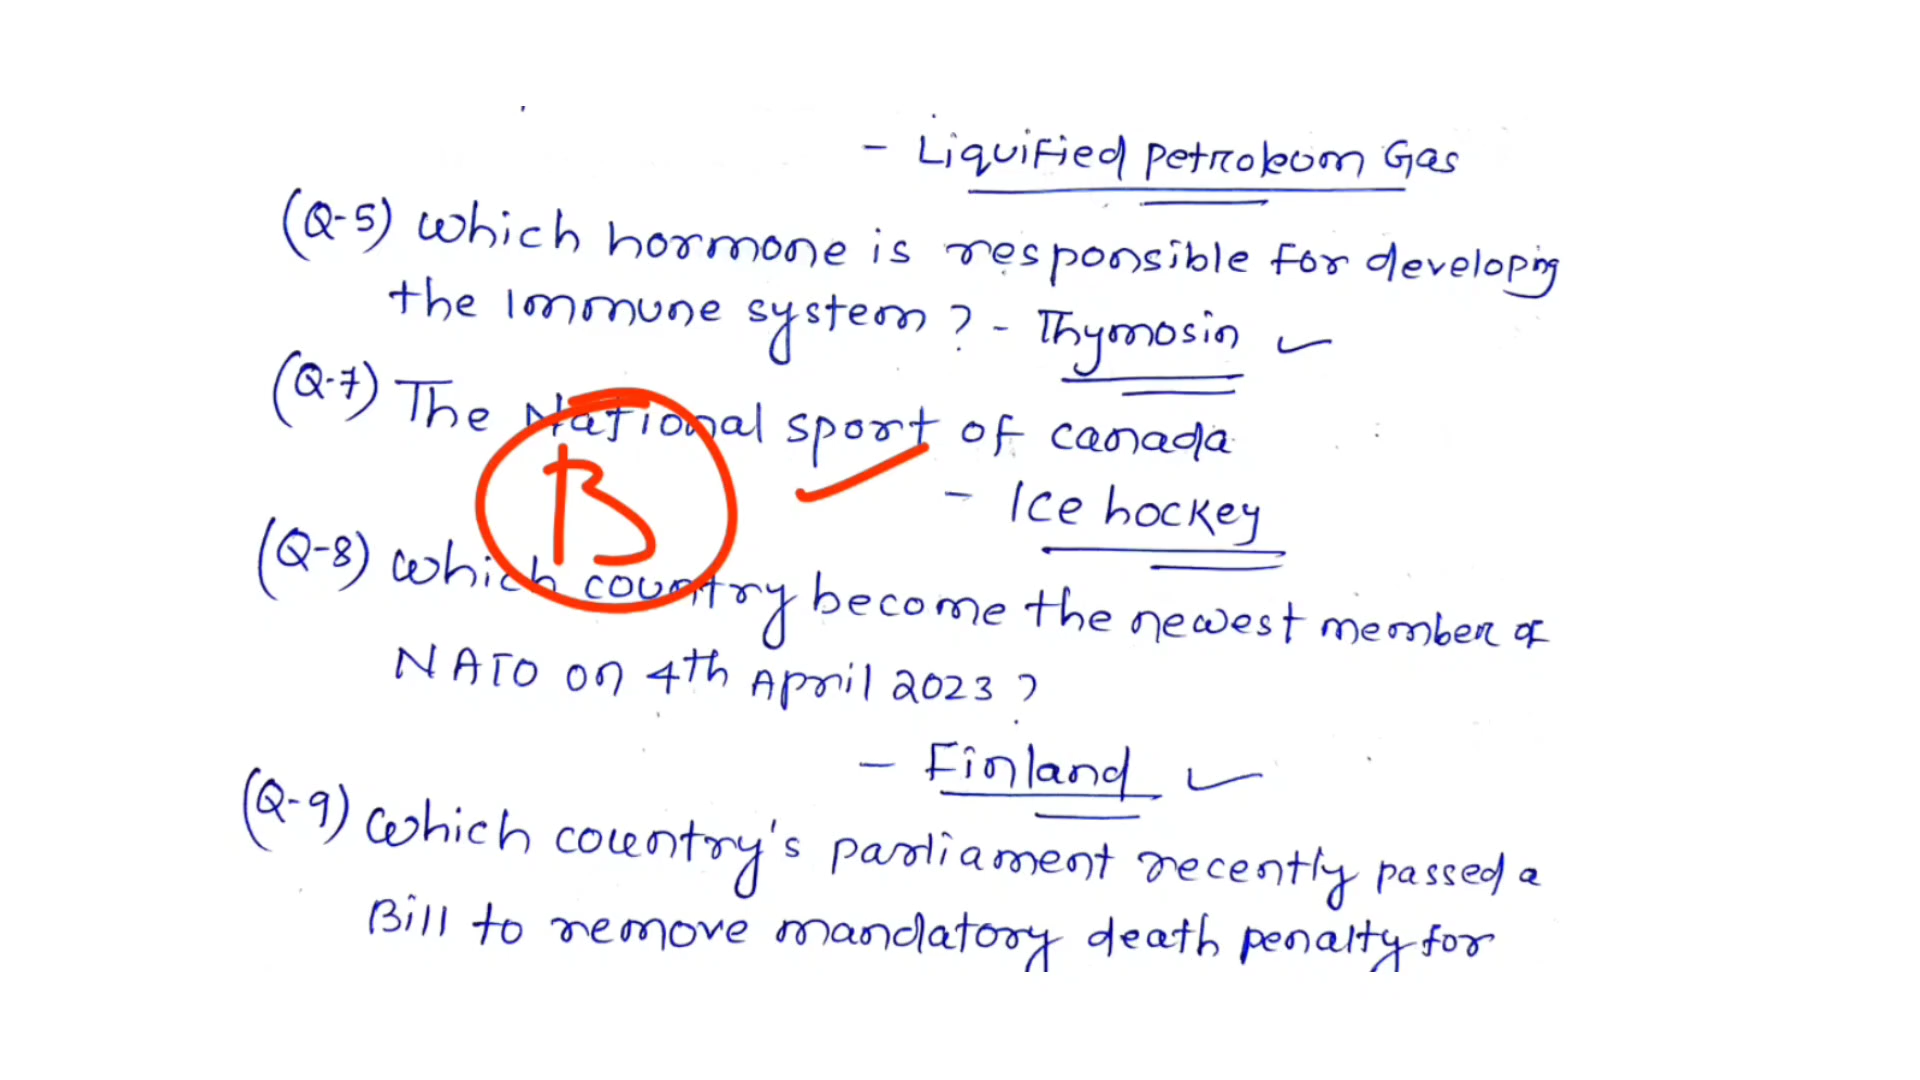 - Liquified petroleum Gas
(Q-5) which hormone is responsible for developing
the Immune system ? - Thymosin
(Q-7) The National sport of canada
B
- Ice hockey
(Q-8) which country become the newest member of
NATO on 4th April 2023 ?
- Finland
(Q-9) which country's parliament recently passed a
Bill to remove mandatory death penalty for